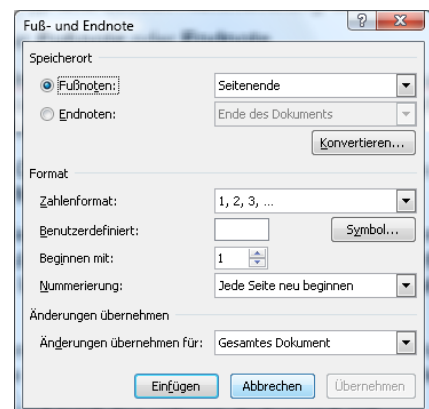 Fuß- und Endnote
Speicherort
Fußnoten: Seitenende
Endnoten: Ende des Dokuments
Konvertieren...
Format
Zahlenformat: 1, 2, 3, ...
Benutzerdefiniert: Symbol...
Beginnen mit: 1
Nummerierung: Jede Seite neu beginnen
Änderungen übernehmen
Änderungen übernehmen für: Gesamtes Dokument
Einfügen Abbrechen Übernehmen